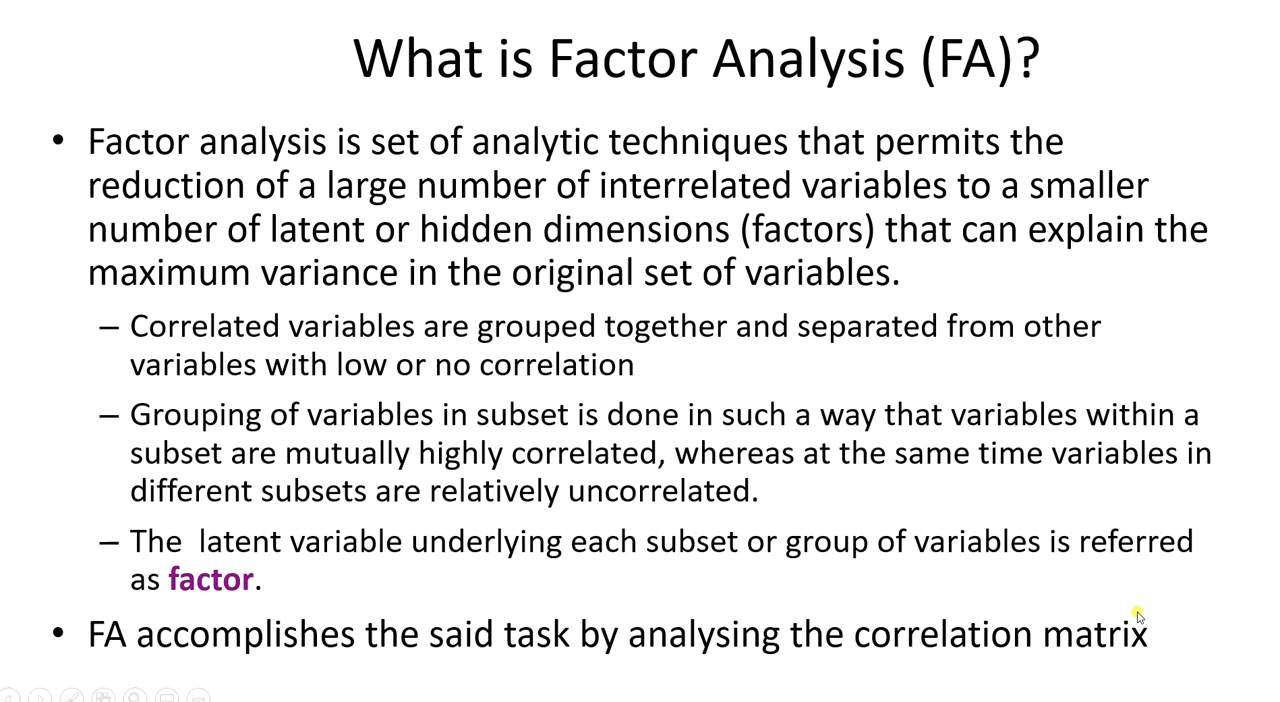 What is Factor Analysis (FA)?
• Factor analysis is set of analytic techniques that permits the
reduction of a large number of interrelated variables to a smaller
number of latent or hidden dimensions (factors) that can explain the
maximum variance in the original set of variables.
– Correlated variables are grouped together and separated from other
variables with low or no correlation
– Grouping of variables in subset is done in such a way that variables within a
subset are mutually highly correlated, whereas at the same time variables in
different subsets are relatively uncorrelated.
– The  latent variable underlying each subset or group of variables is referred
as factor.
• FA accomplishes the said task by analysing the correlation matrix